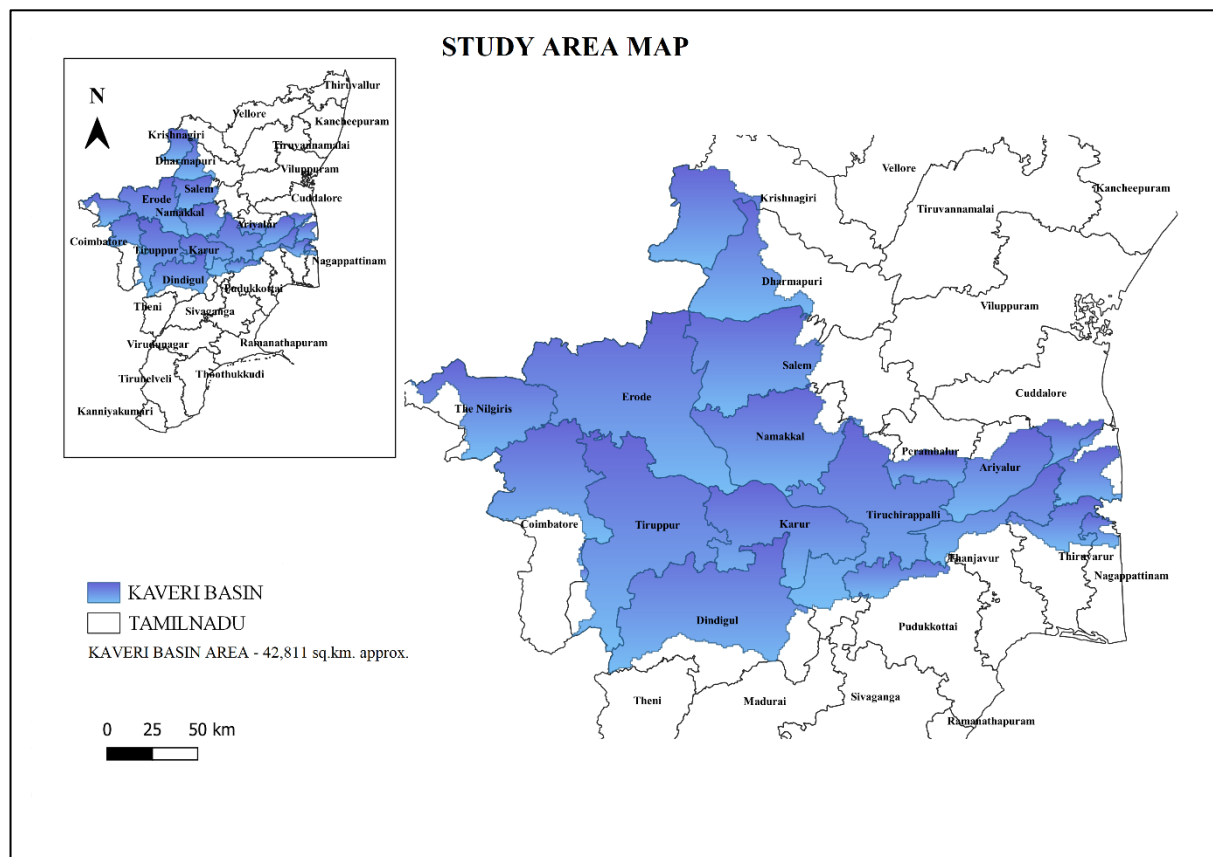 STUDY AREA MAP
N
Thiruvallur
Vellore
Kancheepuram
Krishnagiri
Tiruvannamalai
Dharmapuri
Viluppuram
Salem
Erode
Cuddalore
Namakkal
Ariyalur
Coimbatore
Tiruppur
Karur
Nagappattinam
Dindigul
Pudukkottai
Theni
Sivaganga
Virudunagar
Ramanathapuram
Tirunelveli
Thoothukkudi
Kanniyakumari
Vellore
Kancheepuram
Krishnagiri
Tiruvannamalai
Dharmapuri
Viluppuram
Salem
Cuddalore
Erode
The Nilgiris
Namakkal
Perambalur
Ariyalur
Tiruchirappalli
Coimbatore
Tiruppur
Karur
Thanjavur
Thiruvarur
Nagappattinam
Dindigul
Pudukkottai
Theni
Madurai
Sivaganga
Ramanathapuram
KAVERI BASIN
TAMILNADU
KAVERI BASIN AREA - 42,811 sq.km. approx.
0 25 50 km